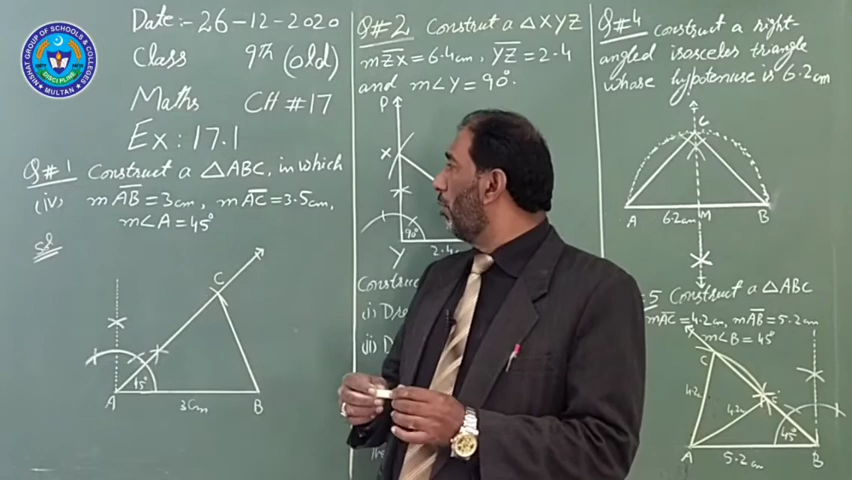 NISHAT GROUP OF SCHOOLS & COLLEGES
DISCIPLINE
MULTAN
Date:- 26-12-2020
Class 9th (old)
Maths CH # 17
Ex: 17.1
Q#1 Construct a △ABC, in which
(iv) mAB = 3cm, mAC = 3.5cm,
m∠A = 45°
Sol
C
45°
A 3cm B
Q#2 Construct a △XYZ
mZX = 6.4cm, YZ = 2.4
and m∠Y = 90°.
P
X
90°
Y 2.4
Construc
(i) Dra
(ii) D
The
Q#4 Construct a right-
angled isosceles triangle
whose hypotenuse is 6.2cm
C
A 6.2cm M B
5 Construct a △ABC
mAC = 4.2cm, mAB = 5.2cm
m∠B = 45°
C
4.2
4.2
45°
A 5.2cm B